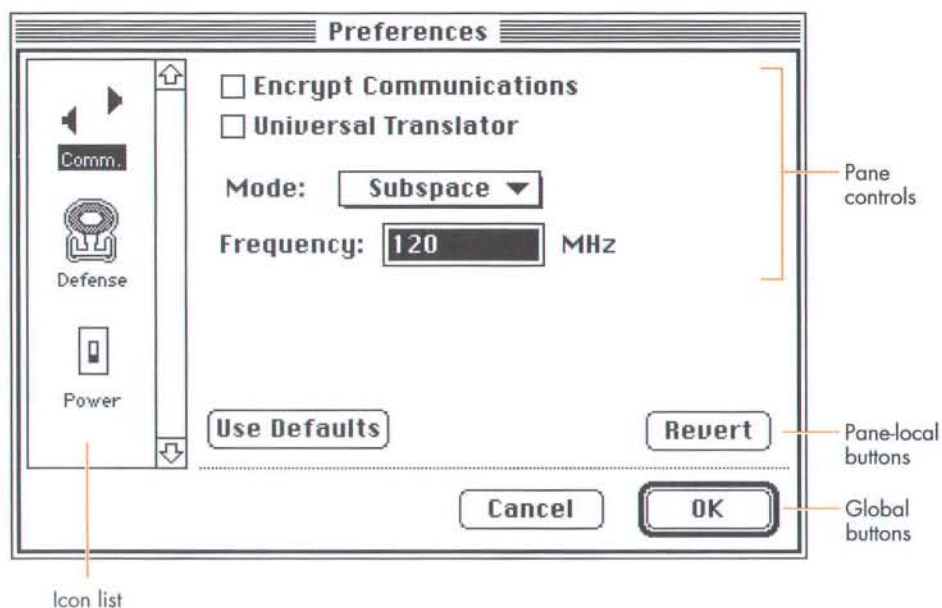 Preferences
Encrypt Communications
Universal Translator
Comm.
Mode: Subspace
Frequency: 120 MHz
Defense
Power
Use Defaults
Revert
Cancel
OK
Pane
controls
Pane-local
buttons
Global
buttons
Icon list